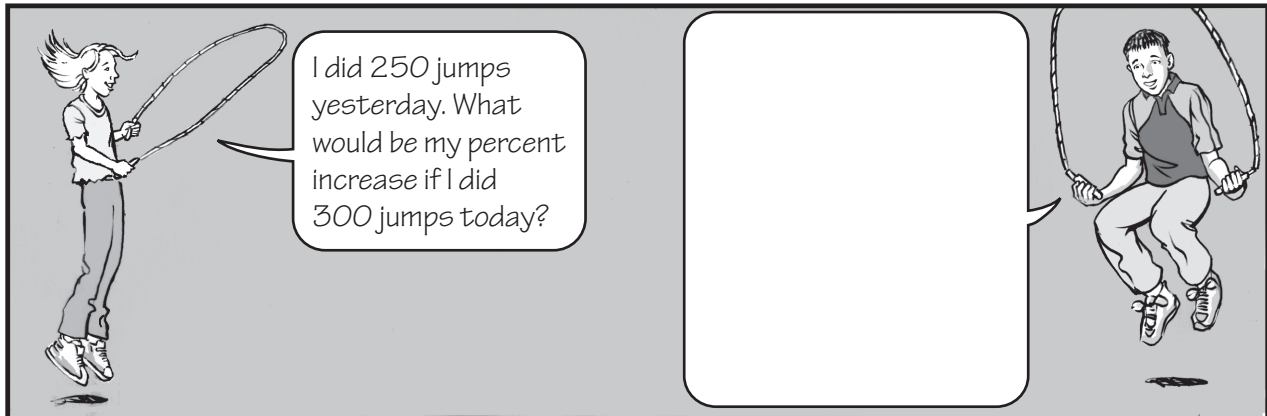 I did 250 jumps
yesterday. What
would be my percent
increase if I did
300 jumps today?